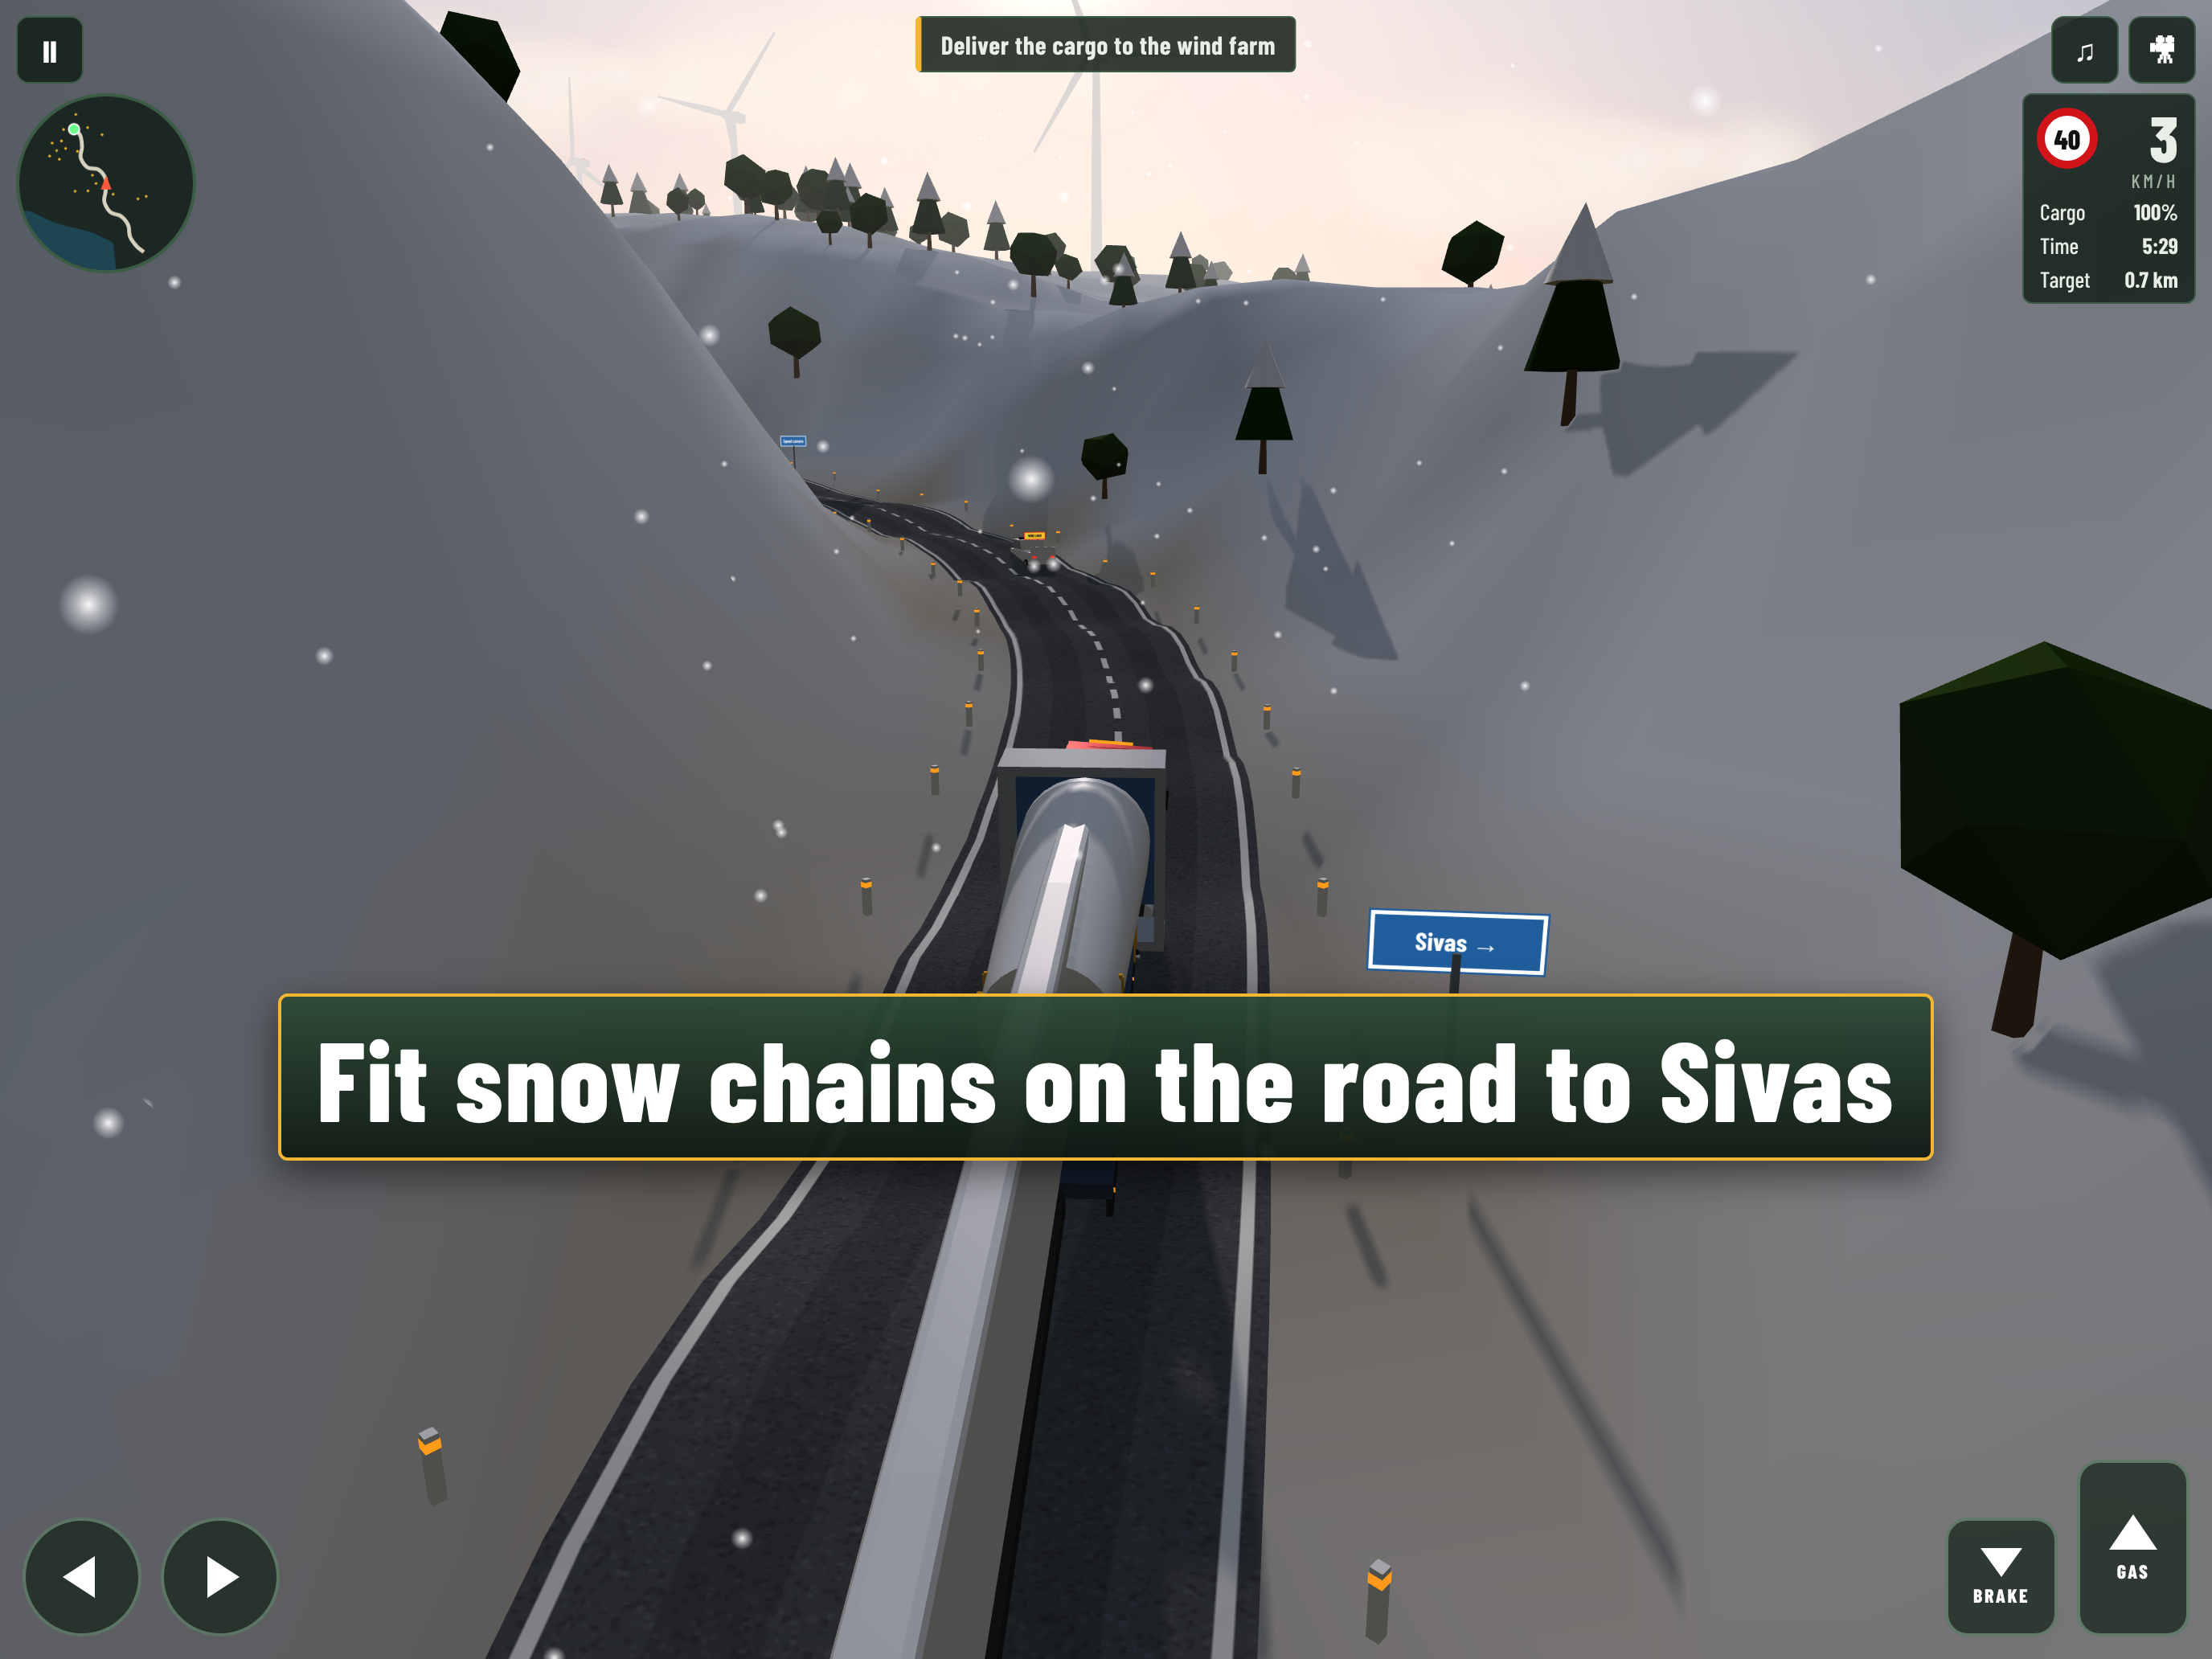 Deliver the cargo to the wind farm
40
3
KM/H
Cargo 100%
Time 5:29
Target 0.7 km
Sivas →
Fit snow chains on the road to Sivas
BRAKE
GAS